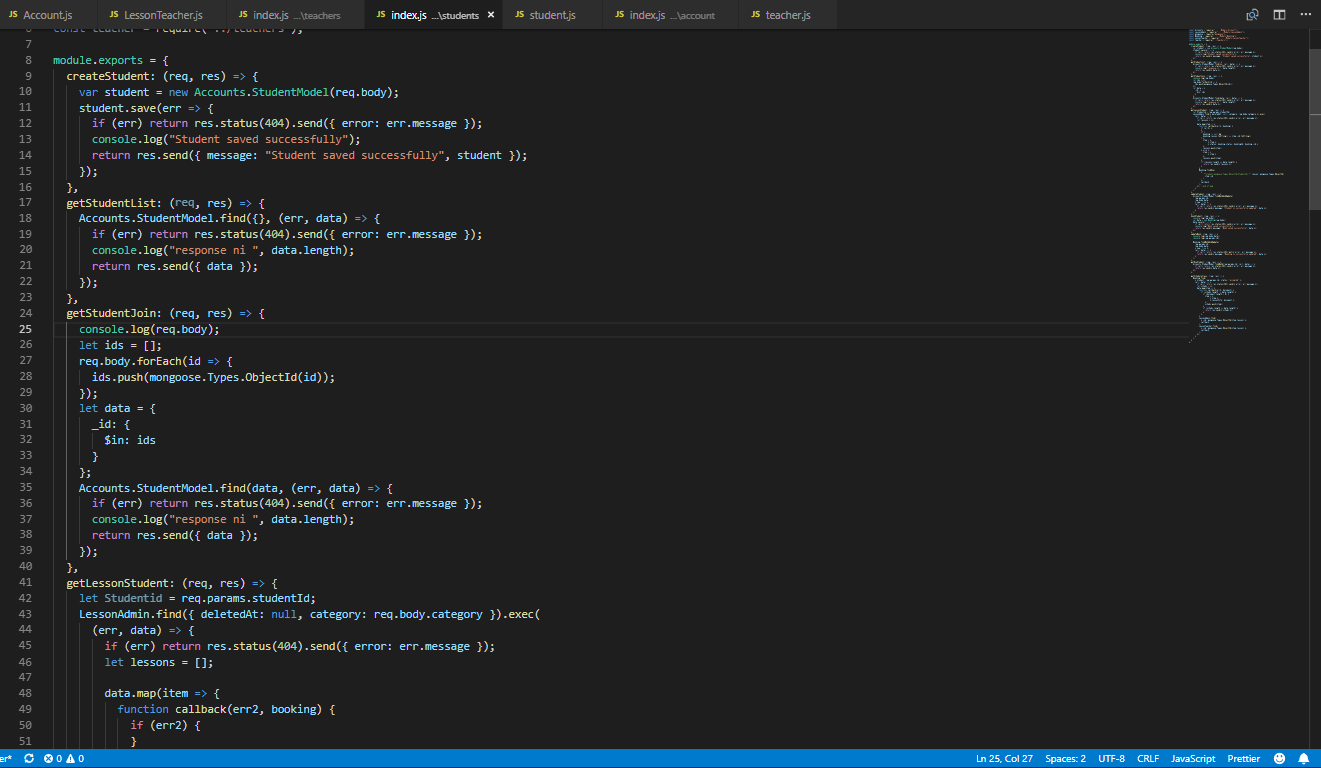 JS Account.js JS LessonTeacher.js JS index.js ...\teachers JS index.js ...\students × JS student.js JS index.js ...\account JS teacher.js ...
7
8 module.exports = {
9 createStudent: (req, res) => {
10 var student = new Accounts.StudentModel(req.body);
11 student.save(err => {
12 if (err) return res.status(404).send({ error: err.message });
13 console.log("Student saved successfully");
14 return res.send({ message: "Student saved successfully", student });
15 });
16 },
17 getStudentList: (req, res) => {
18 Accounts.StudentModel.find({}, (err, data) => {
19 if (err) return res.status(404).send({ error: err.message });
20 console.log("response ni ", data.length);
21 return res.send({ data });
22 });
23 },
24 getStudentJoin: (req, res) => {
25 console.log(req.body);
26 let ids = [];
27 req.body.forEach(id => {
28 ids.push(mongoose.Types.ObjectId(id));
29 });
30 let data = {
31 _id: {
32 $in: ids
33 }
34 };
35 Accounts.StudentModel.find(data, (err, data) => {
36 if (err) return res.status(404).send({ error: err.message });
37 console.log("response ni ", data.length);
38 return res.send({ data });
39 });
40 },
41 getLessonStudent: (req, res) => {
42 let Studentid = req.params.studentId;
43 LessonAdmin.find({ deletedAt: null, category: req.body.category }).exec(
44 (err, data) => {
45 if (err) return res.status(404).send({ error: err.message });
46 let lessons = [];
47
48 data.map(item => {
49 function callback(err2, booking) {
50 if (err2) {
51 }
er* 0 0 Ln 25, Col 27 Spaces: 2 UTF-8 CRLF JavaScript Prettier